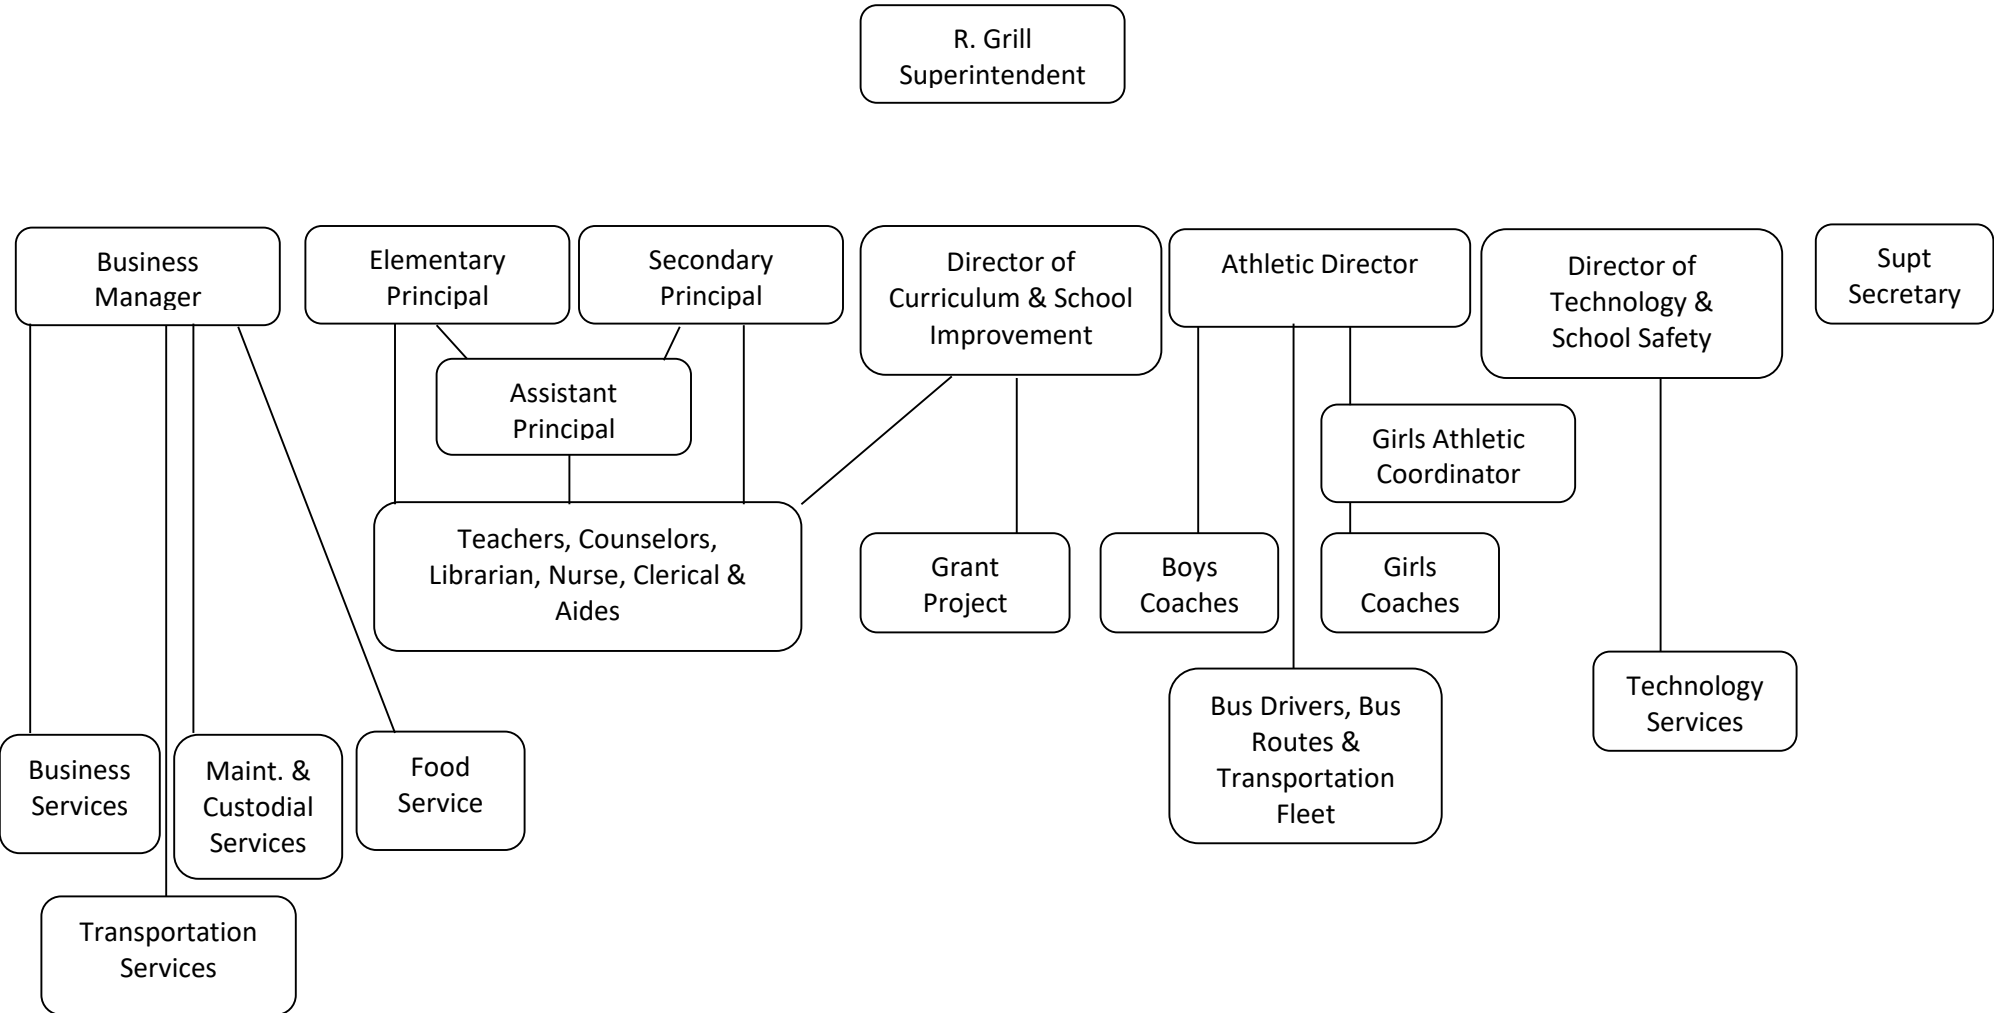 R. Grill
Superintendent
Business
Manager
Elementary
Principal
Secondary
Principal
Director of
Curriculum & School
Improvement
Athletic Director
Director of
Technology &
School Safety
Supt
Secretary
Assistant
Principal
Girls Athletic
Coordinator
Teachers, Counselors,
Librarian, Nurse, Clerical &
Aides
Grant
Project
Boys
Coaches
Girls
Coaches
Technology
Services
Bus Drivers, Bus
Routes &
Transportation
Fleet
Business
Services
Maint. &
Custodial
Services
Food
Service
Transportation
Services